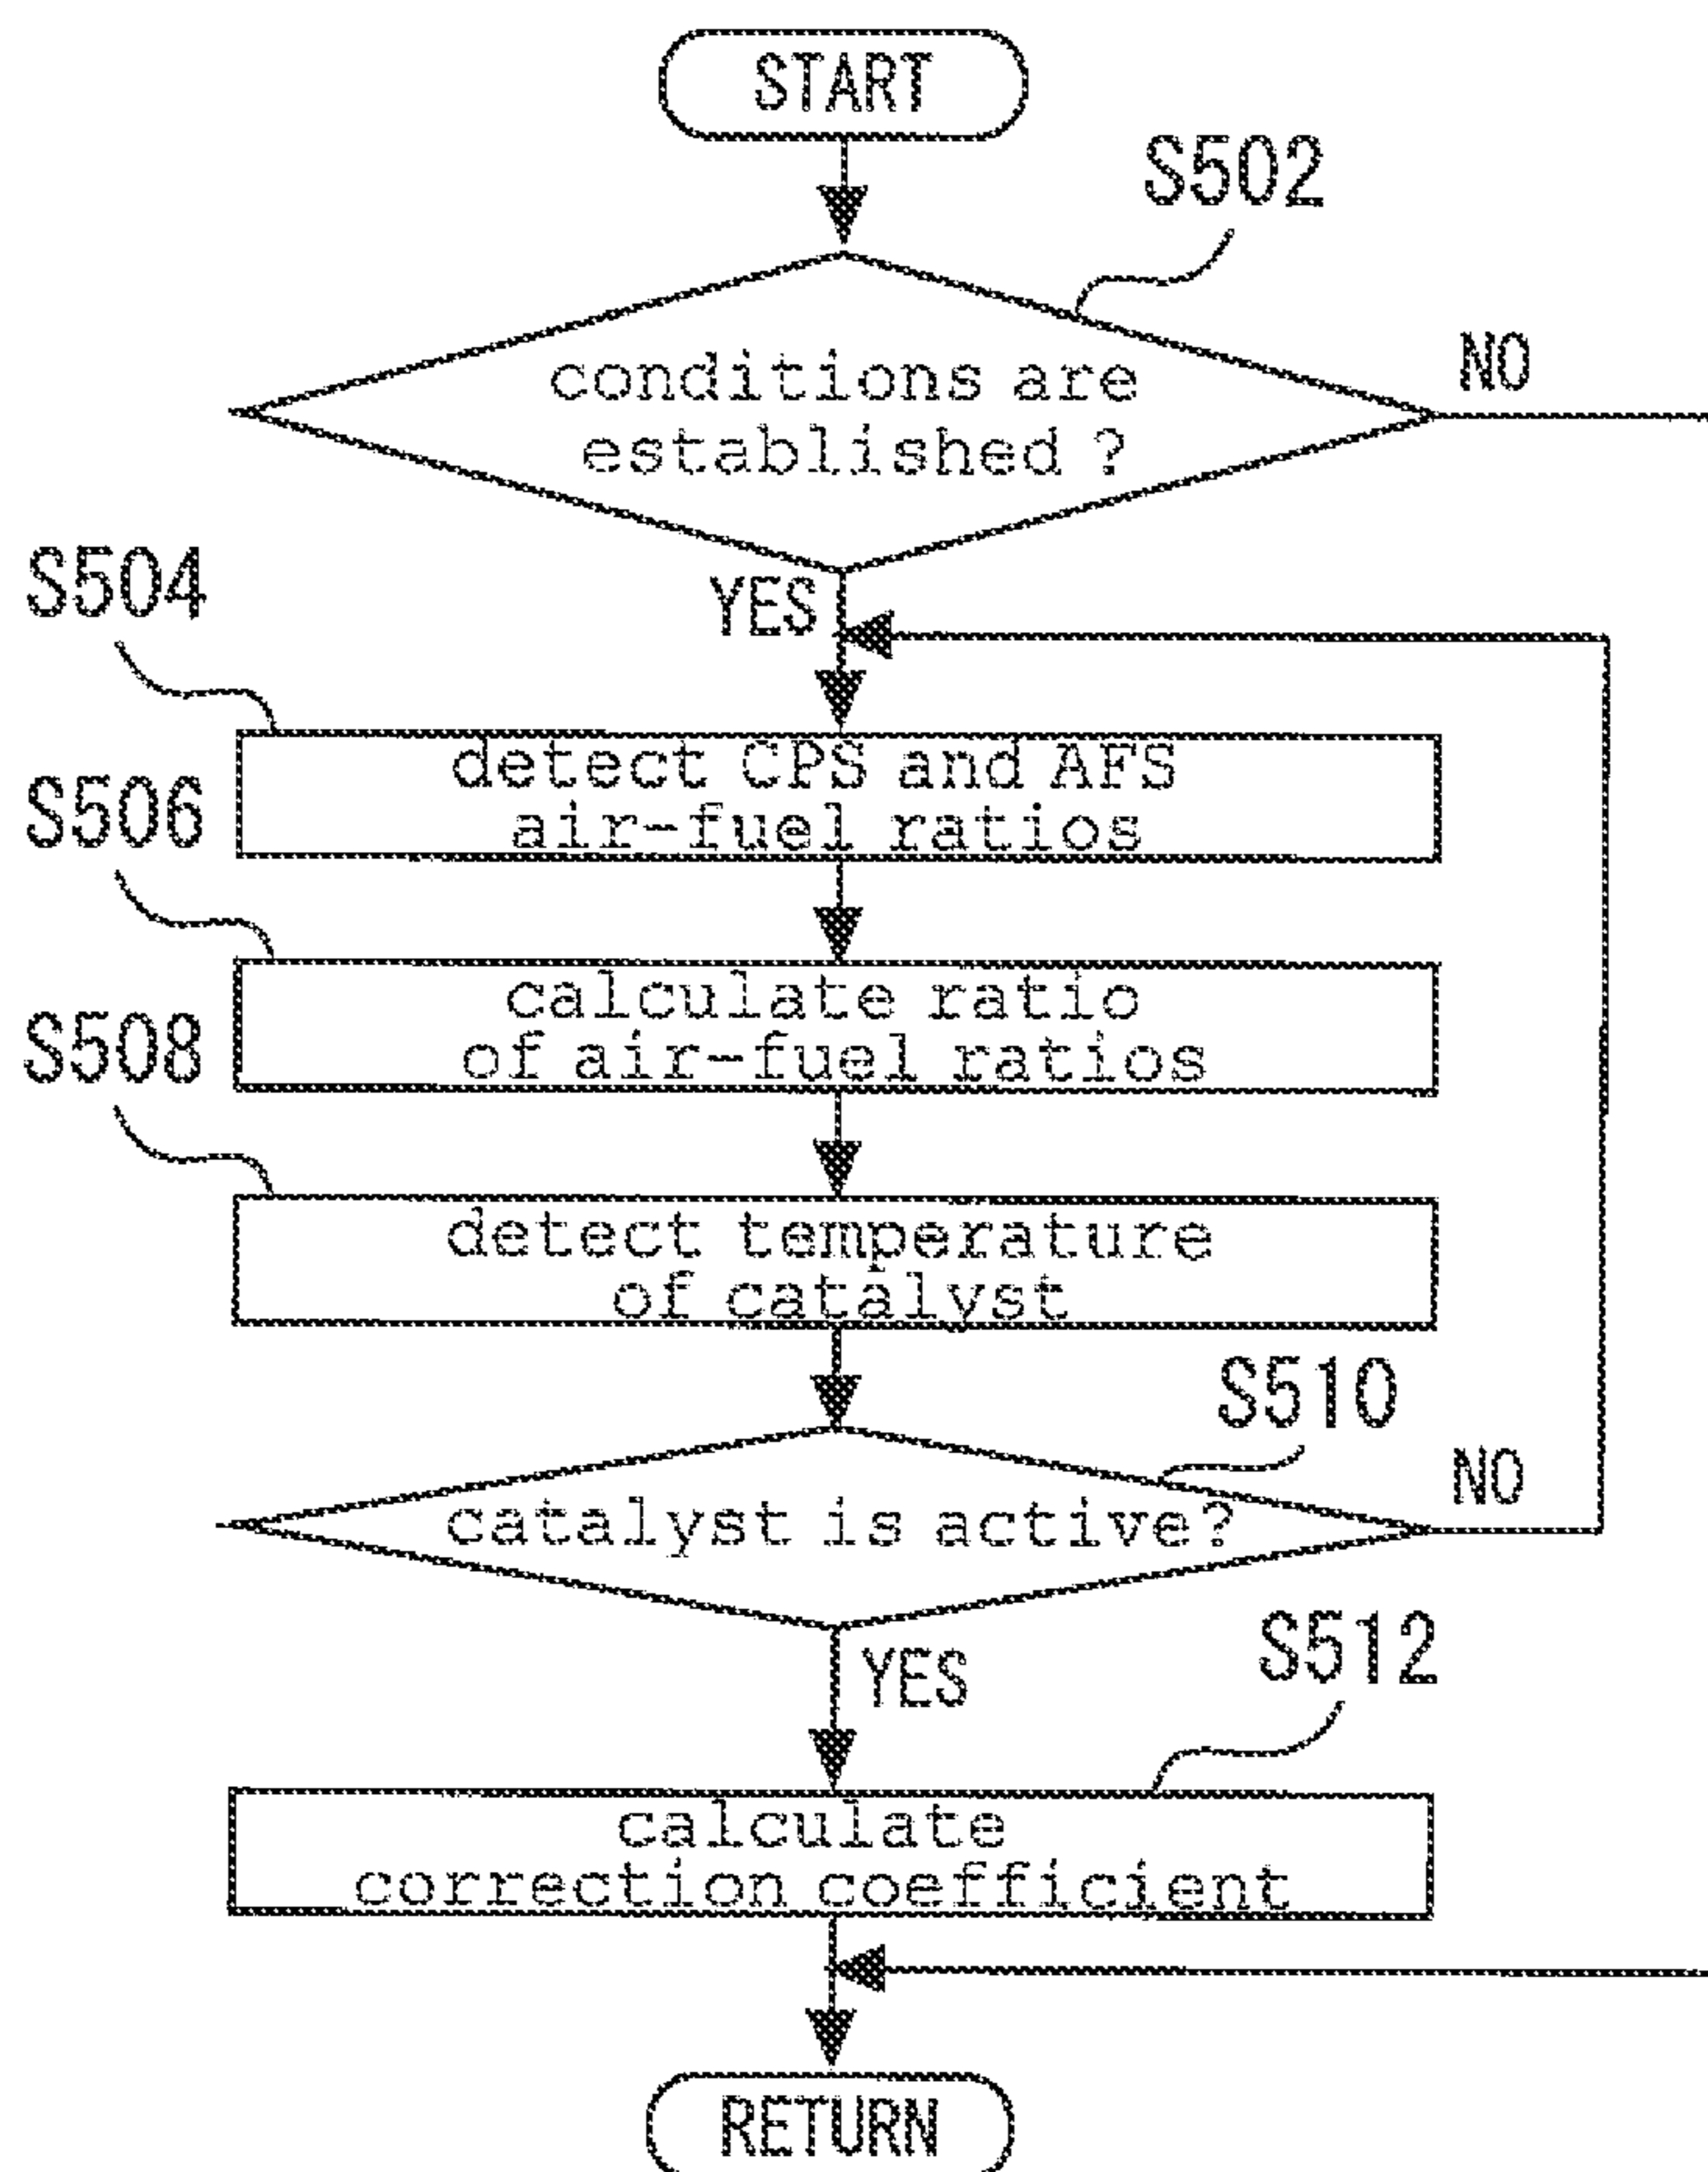 START
S502
conditions are
established ?
NO
YES
S504
detect CPS and AFS
air-fuel ratios
S506
calculate ratio
of air-fuel ratios
S508
detect temperature
of catalyst
S510
catalyst is active?
NO
YES
S512
calculate
correction coefficient
RETURN